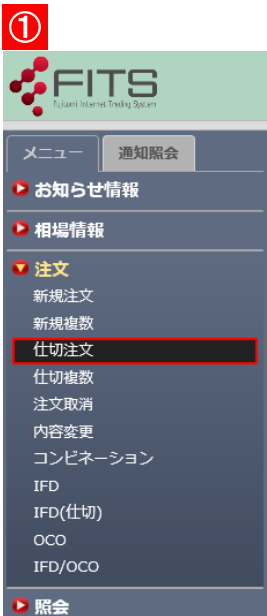 ①
FITS
Fujitomi Internet Trading System
メニュー 通知照会
お知らせ情報
相場情報
注文
新規注文
新規複数
仕切注文
仕切複数
注文取消
内容変更
コンビネーション
IFD
IFD(仕切)
OCO
IFD/OCO
照会